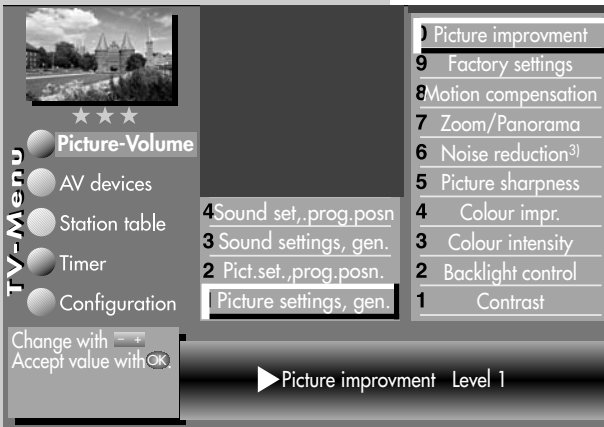 TV-Menu
Picture-Volume
AV devices
Station table
Timer
Configuration
4 Sound set,.prog.posn
3 Sound settings, gen.
2 Pict.set.,prog.posn.
1 Picture settings, gen.
0 Picture improvment
9 Factory settings
8 Motion compensation
7 Zoom/Panorama
6 Noise reduction3)
5 Picture sharpness
4 Colour impr.
3 Colour intensity
2 Backlight control
1 Contrast
Change with - +
Accept value with OK.
Picture improvment Level 1